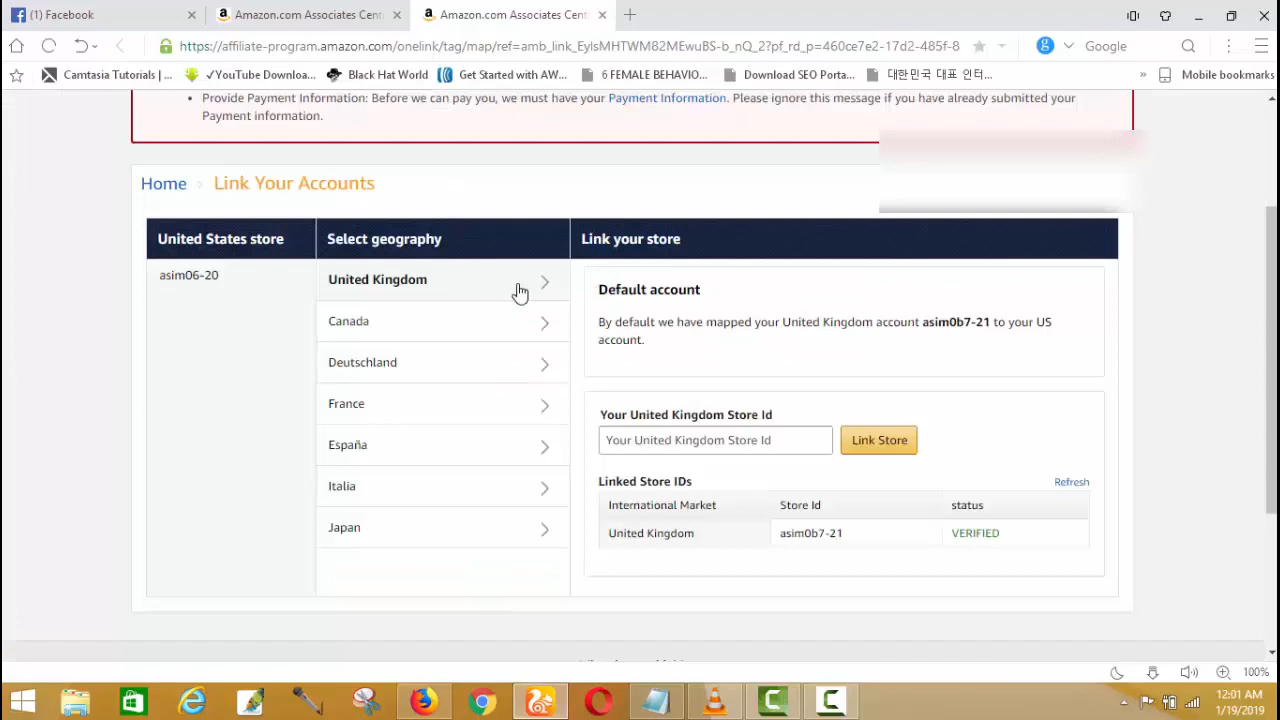 (1) Facebook
Amazon.com Associates Cent
Amazon.com Associates Cent
https://affiliate-program.amazon.com/onelink/tag/map/ref=amb_link_EyIsMHTWM82MEwuBS-b_nQ_2?pf_rd_p=460ce7e2-17d2-485f-8
Google
Camtasia Tutorials | ...
✓YouTube Downloa...
Black Hat World
Get Started with AW...
6 FEMALE BEHAVIO...
Download SEO Porta...
대한민국 대표 인터...
»
Mobile bookmarks
• Provide Payment Information: Before we can pay you, we must have your Payment Information. Please ignore this message if you have already submitted your
Payment information.
Home › Link Your Accounts
United States store
Select geography
Link your store
asim06-20
United Kingdom
Canada
Deutschland
France
España
Italia
Japan
Default account
By default we have mapped your United Kingdom account asim0b7-21 to your US
account.
Your United Kingdom Store Id
Your United Kingdom Store Id
Link Store
Linked Store IDs
Refresh
International Market
Store Id
status
United Kingdom
asim0b7-21
VERIFIED
100%
12:01 AM
1/19/2019